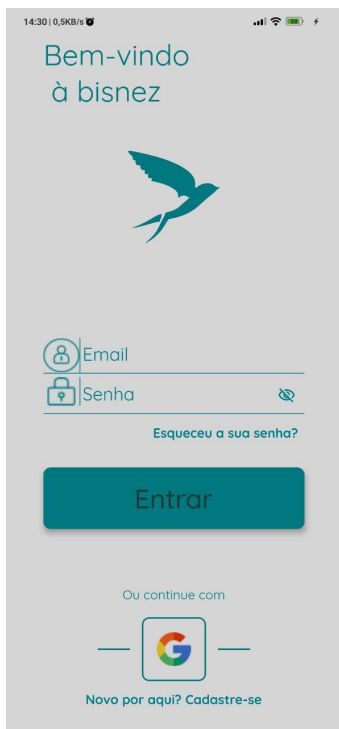 14:30 | 0,5KB/s
Bem-vindo
à bisnez
Email
Senha
Esqueceu a sua senha?
Entrar
Ou continue com
G
Novo por aqui? Cadastre-se